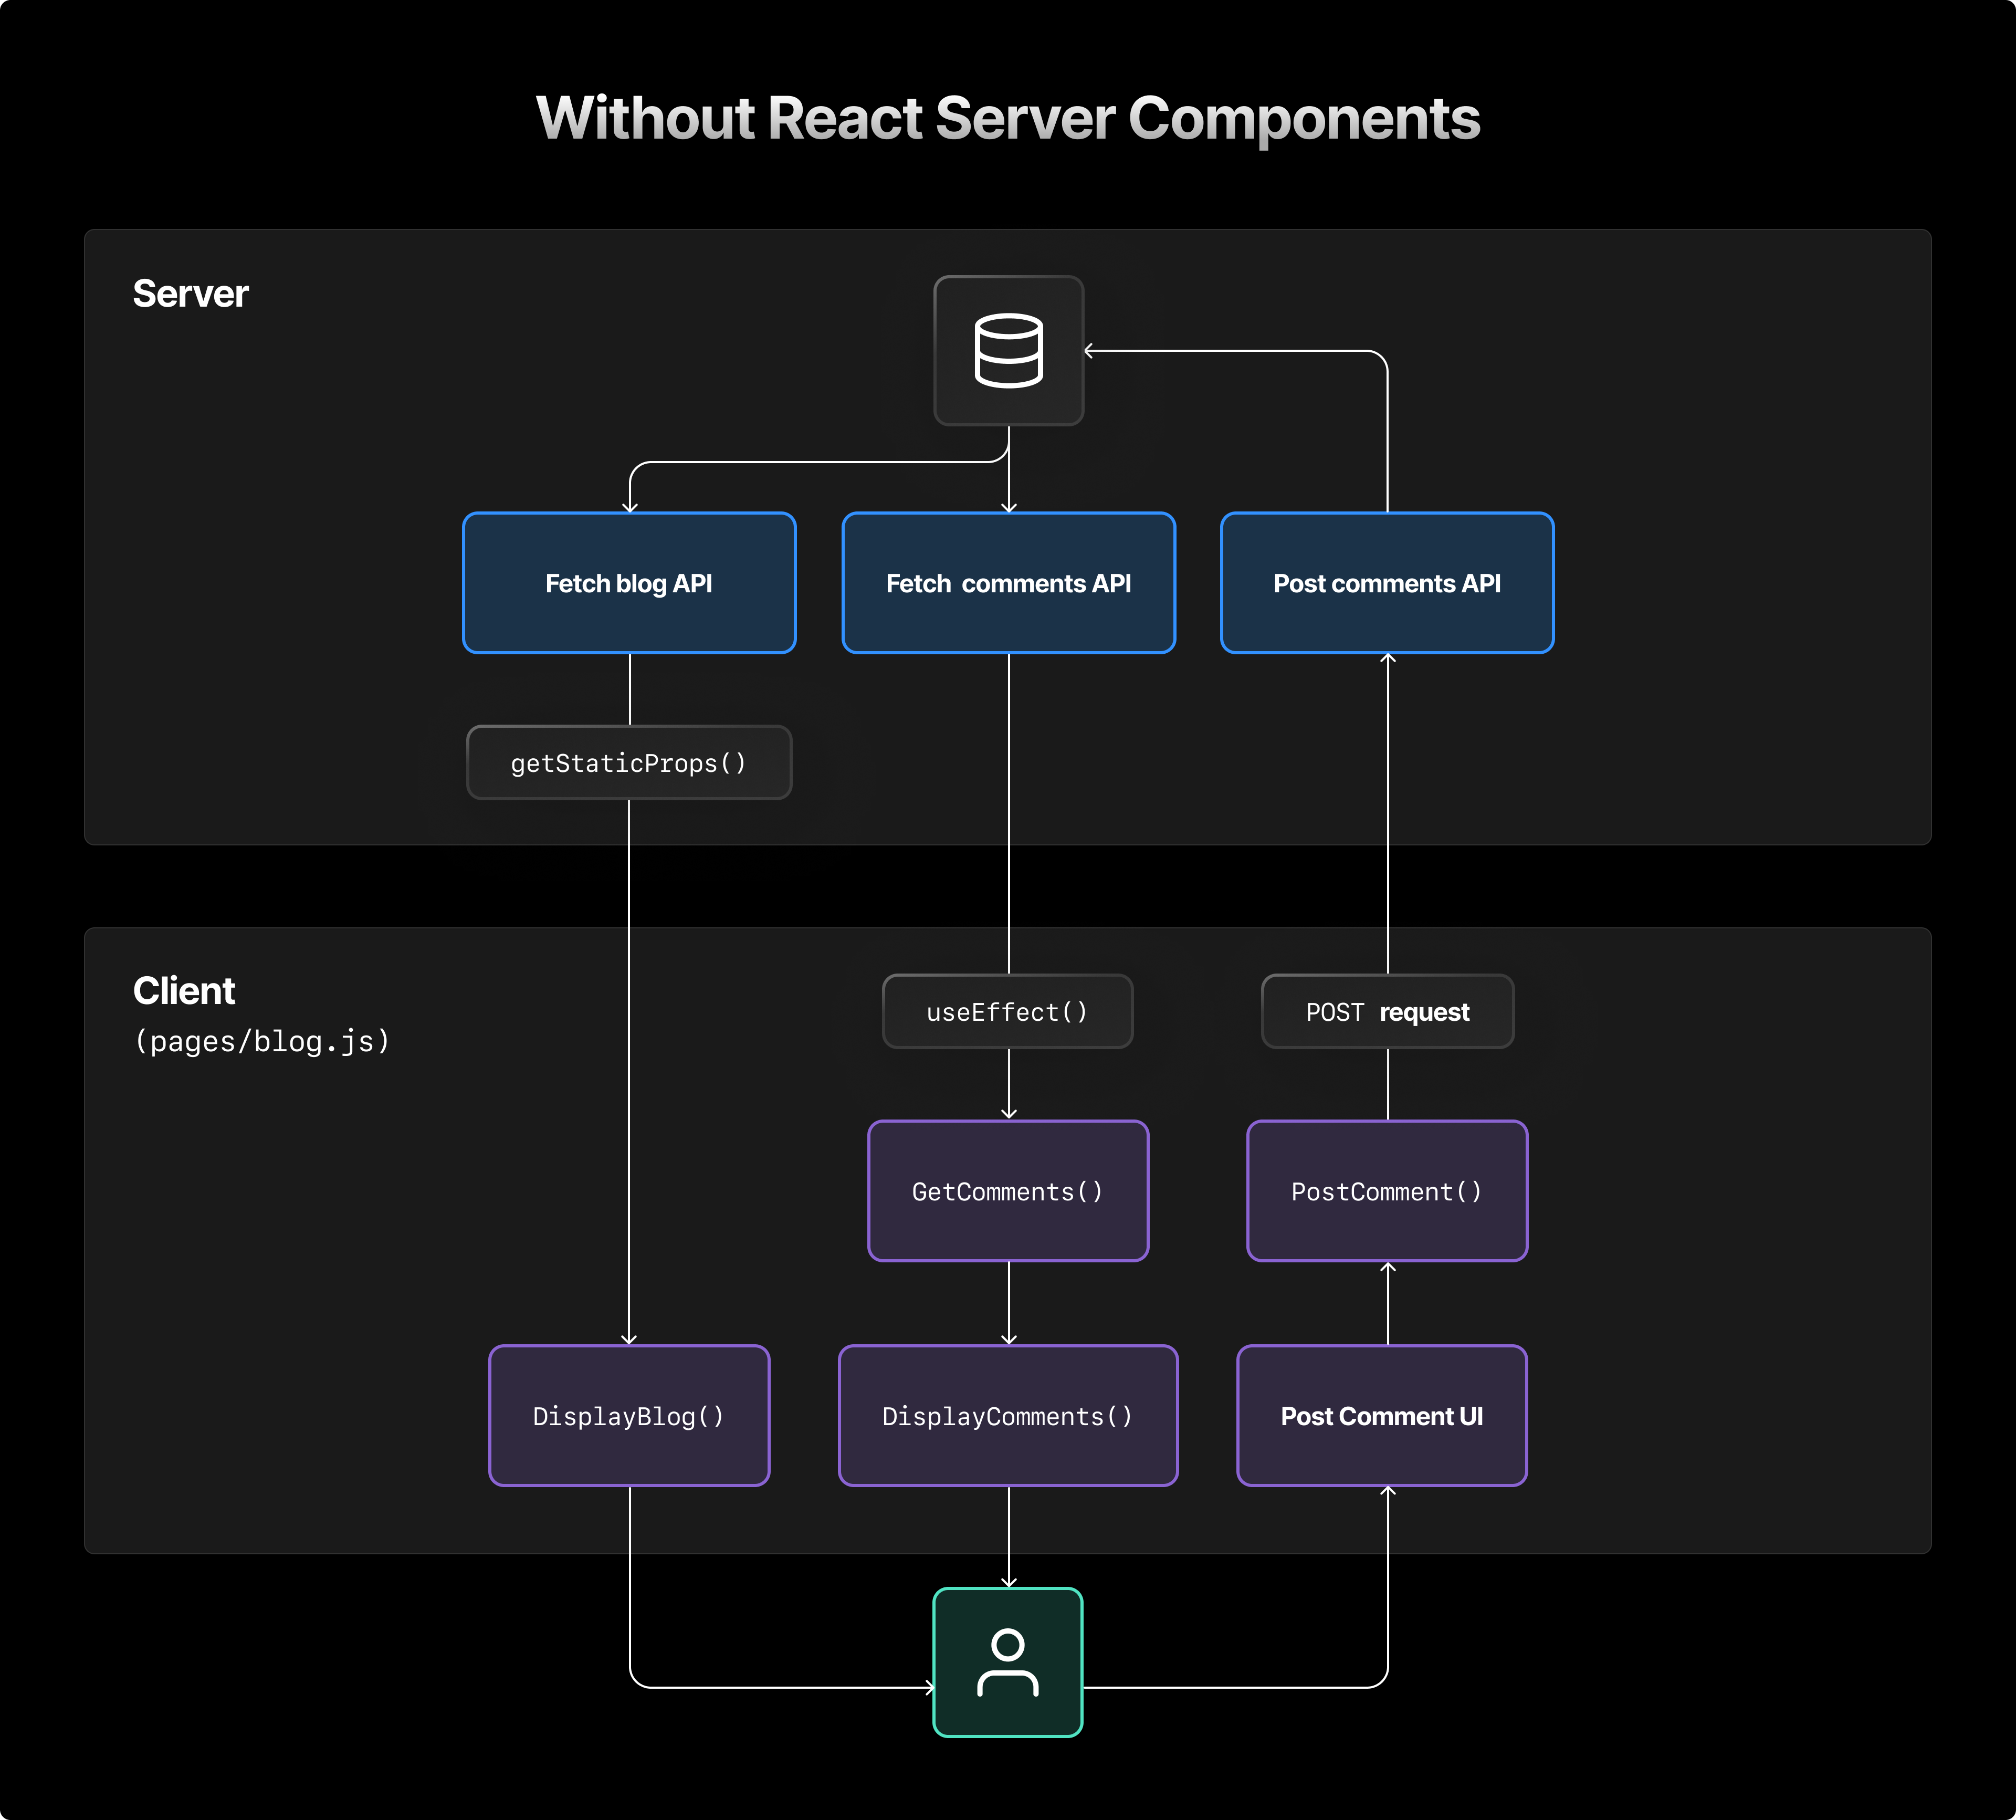 Without React Server Components
Server
Fetch blog API
Fetch comments API
Post comments API
getStaticProps()
Client
(pages/blog.js)
useEffect()
POST request
GetComments()
PostComment()
DisplayBlog()
DisplayComments()
Post Comment UI